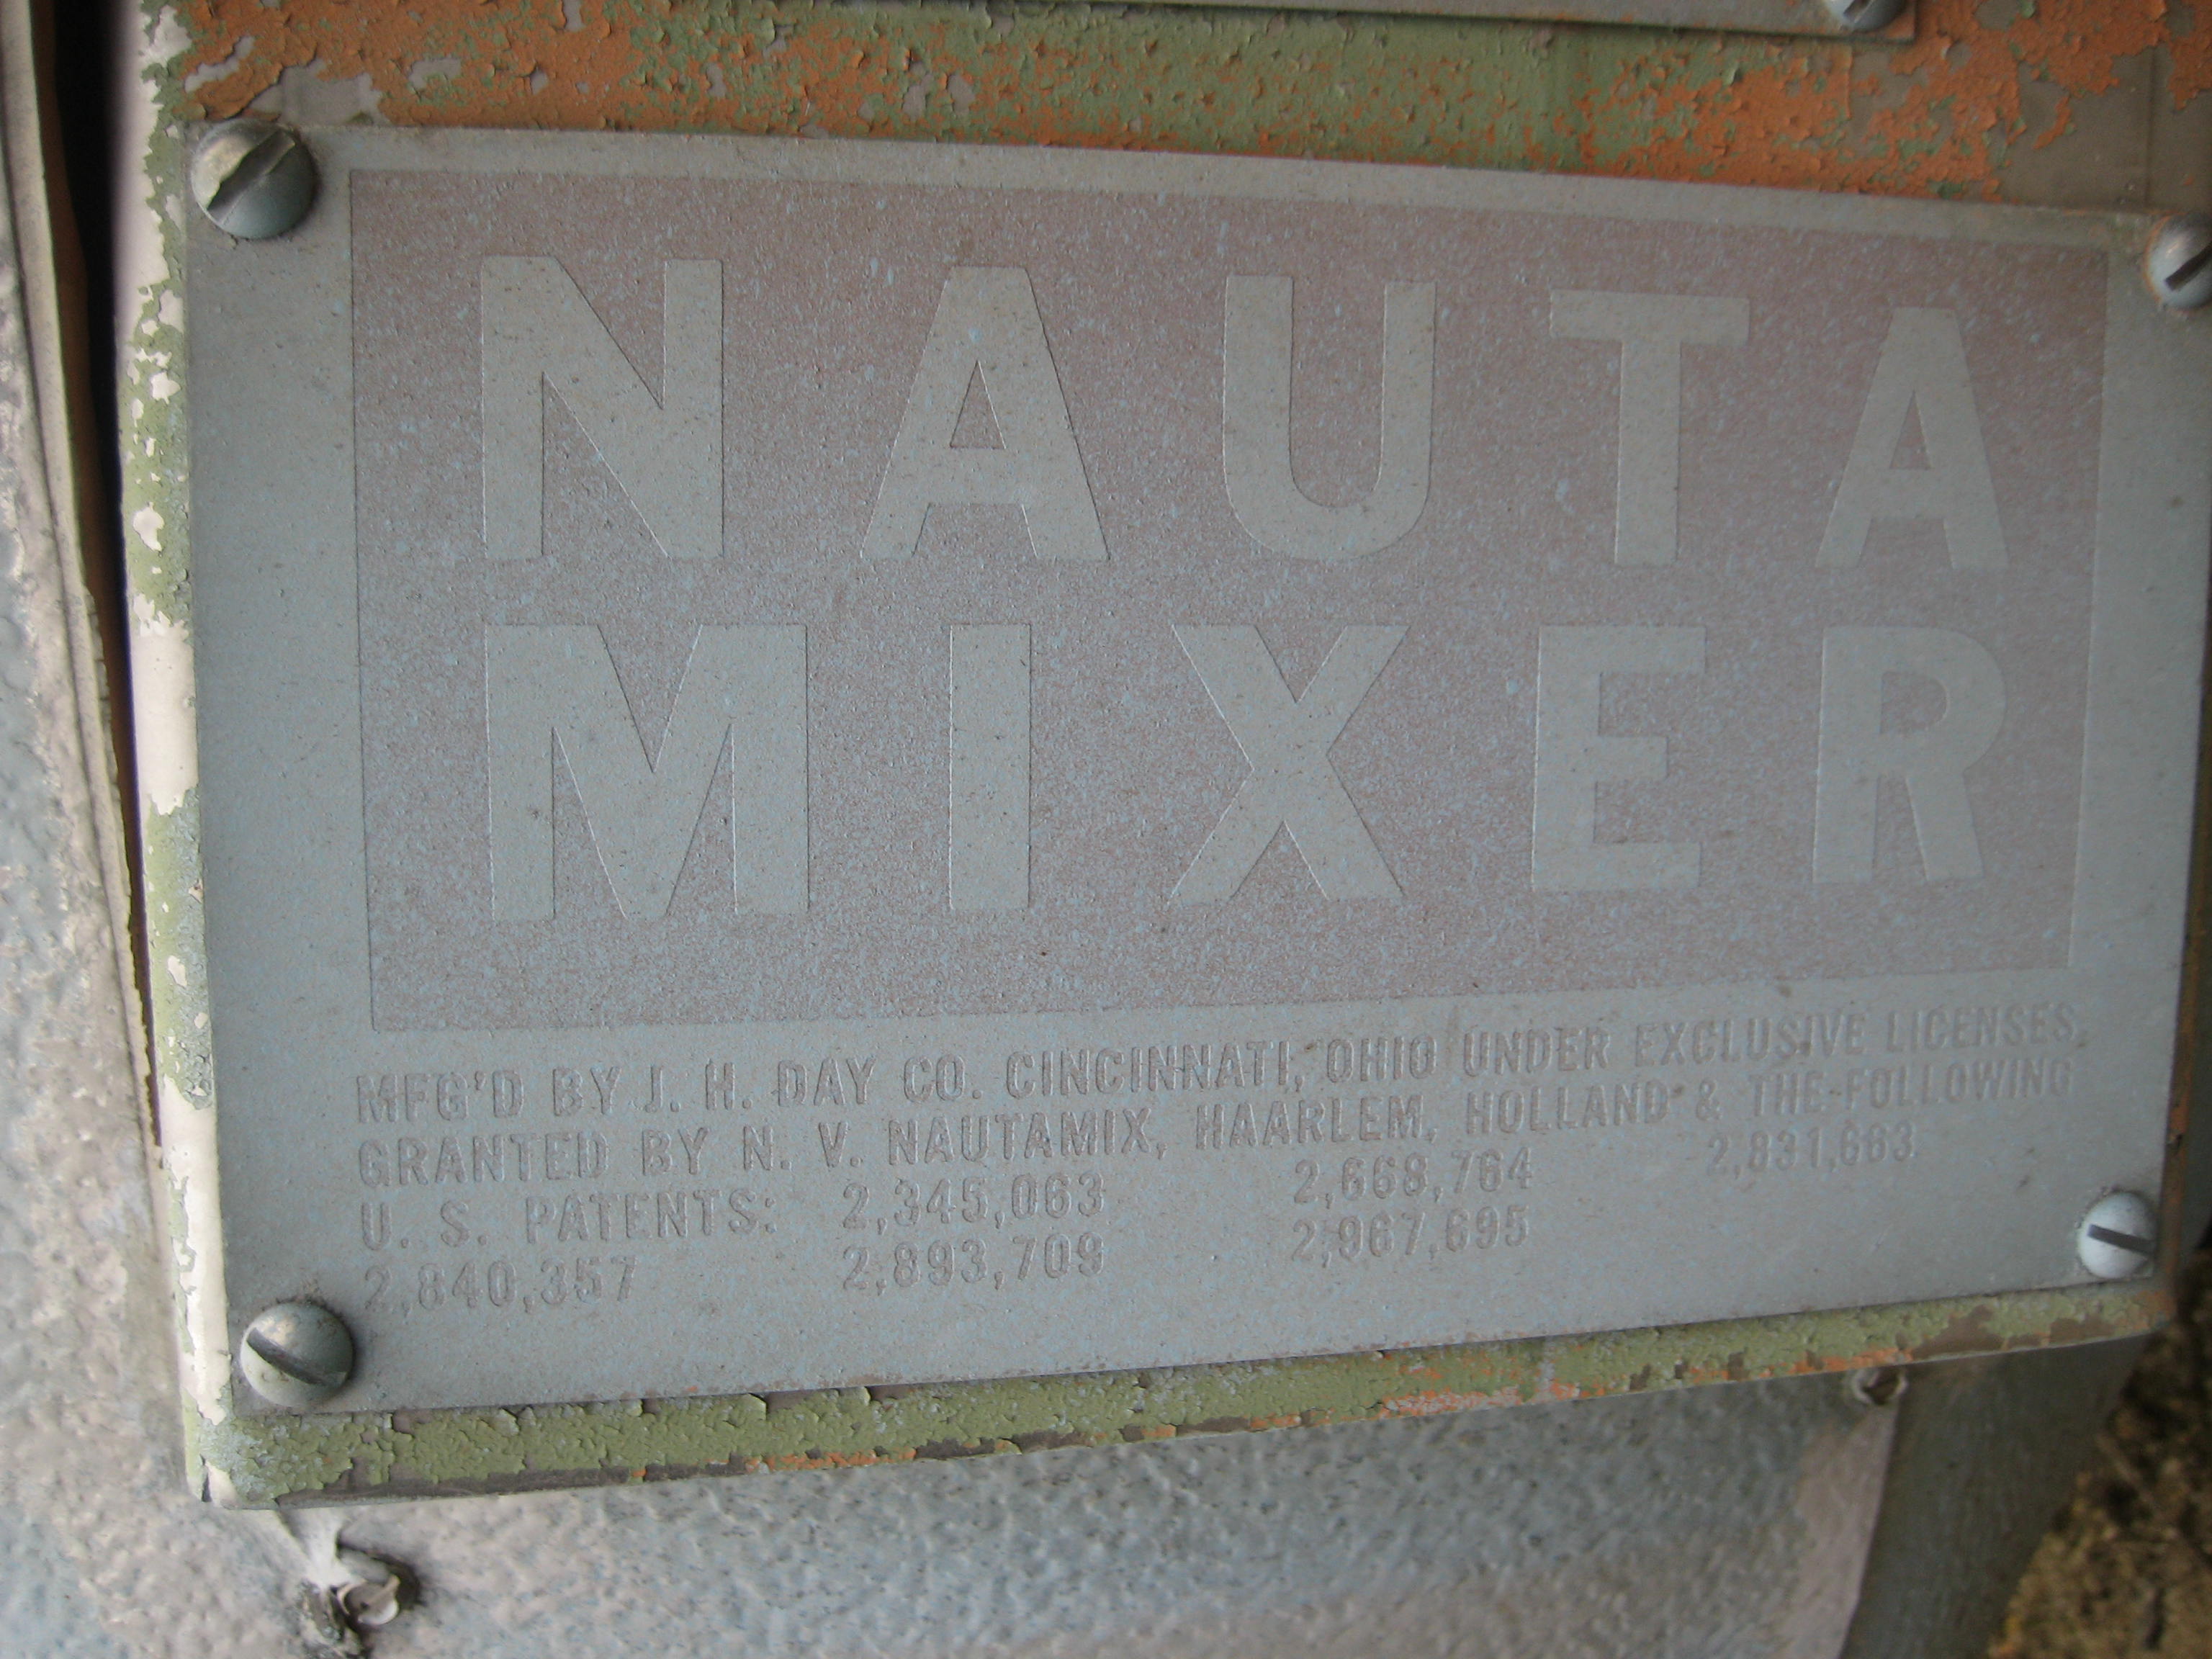 NAUTA
MIXER
MFG'D BY J. H. DAY CO. CINCINNATI, OHIO UNDER EXCLUSIVE LICENSES,
GRANTED BY N. V. NAUTAMIX, HAARLEM, HOLLAND & THE FOLLOWING
U. S. PATENTS: 2,345,063 2,668,764 2,831,663
2,840,357 2,893,709 2,967,695